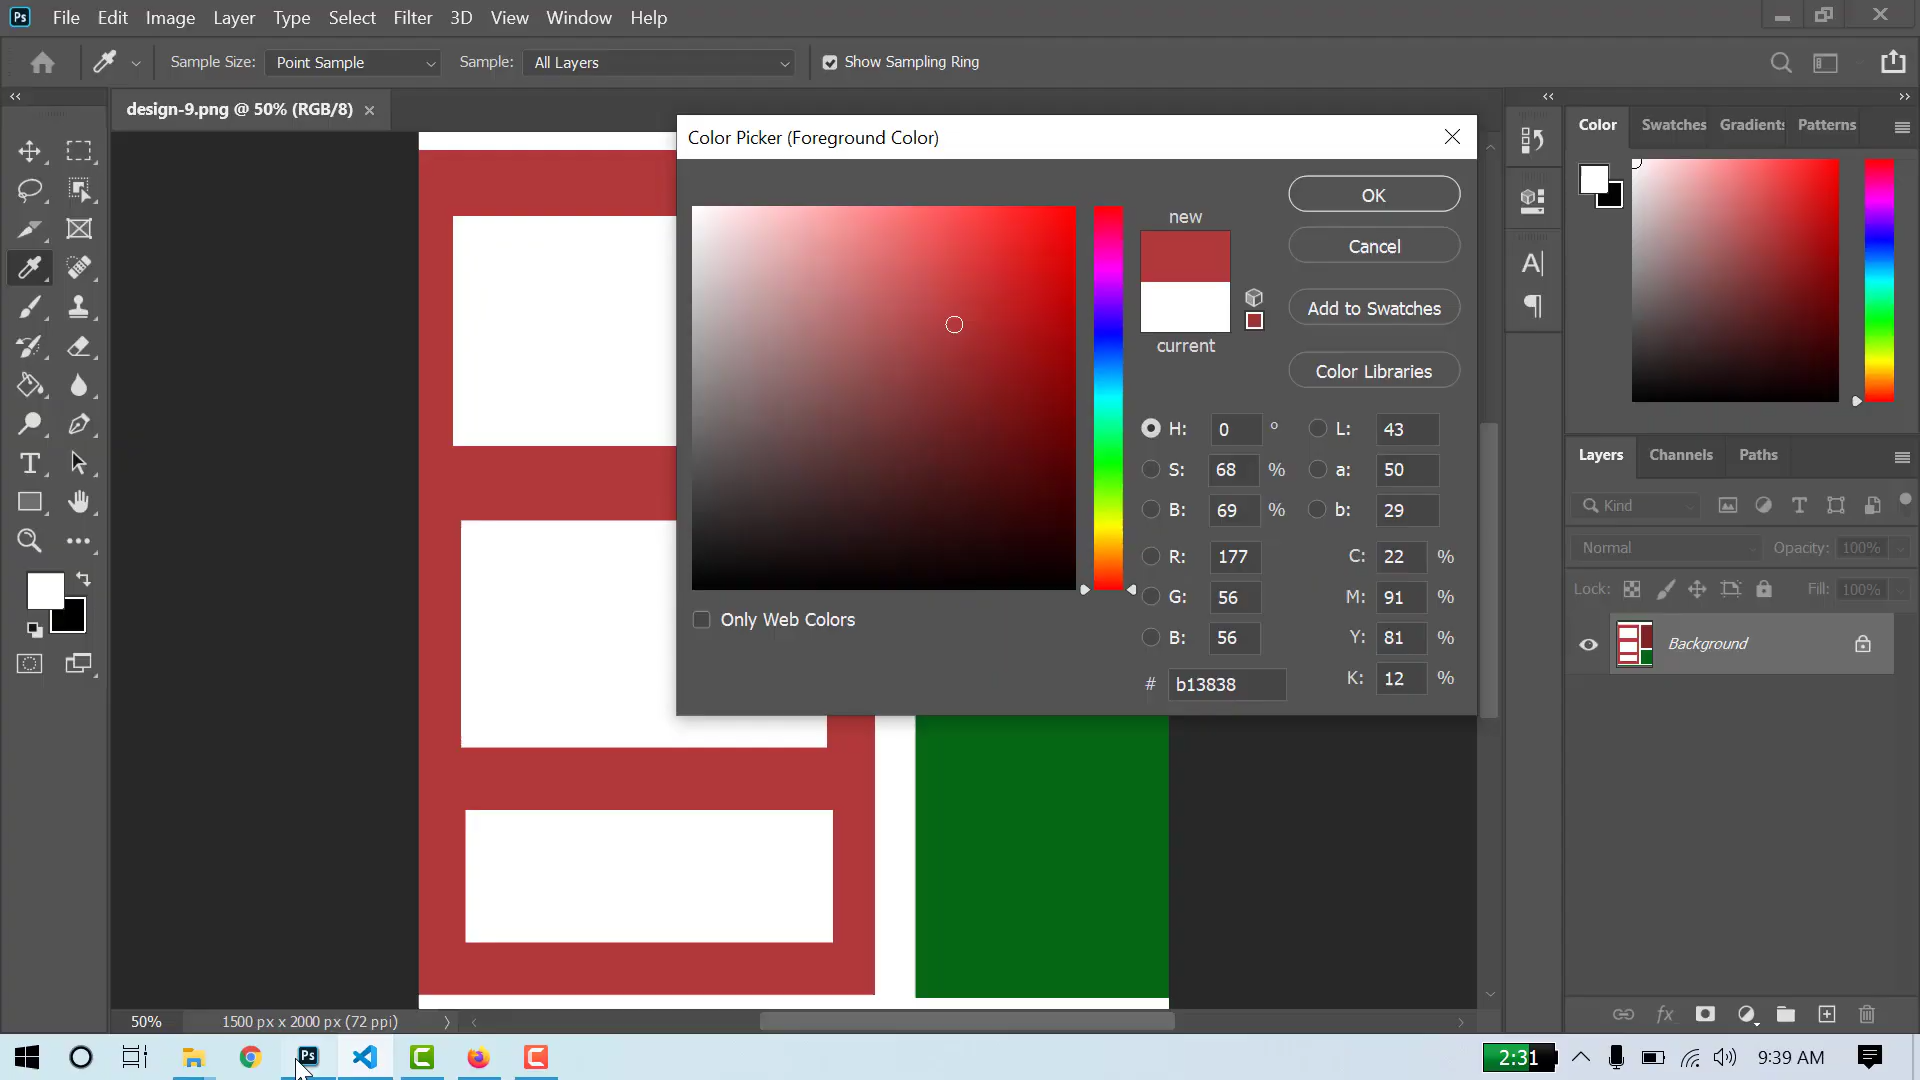 Ps File Edit Image Layer Type Select Filter 3D View Window Help
Sample Size: Point Sample Sample: All Layers Show Sampling Ring
design-9.png @ 50% (RGB/8)
Color Picker (Foreground Color)
new
current
OK
Cancel
Add to Swatches
Color Libraries
H: 0 ° L: 43
S: 68 % a: 50
B: 69 % b: 29
R: 177 C: 22 %
G: 56 M: 91 %
B: 56 Y: 81 %
# b13838 K: 12 %
Only Web Colors
Color Swatches Gradients Patterns
Layers Channels Paths
Kind
Normal Opacity: 100%
Lock: Fill: 100%
Background
50% 1500 px x 2000 px (72 ppi)
Ps
2:31 9:39 AM